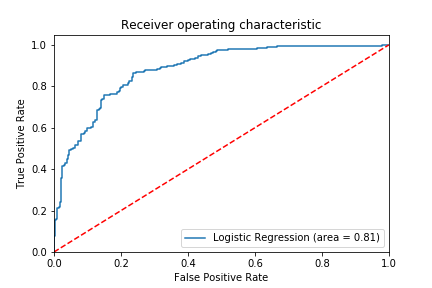 Receiver operating characteristic
True Positive Rate
1.0
0.8
0.6
0.4
0.2
0.0
Logistic Regression (area = 0.81)
0.0 0.2 0.4 0.6 0.8 1.0
False Positive Rate